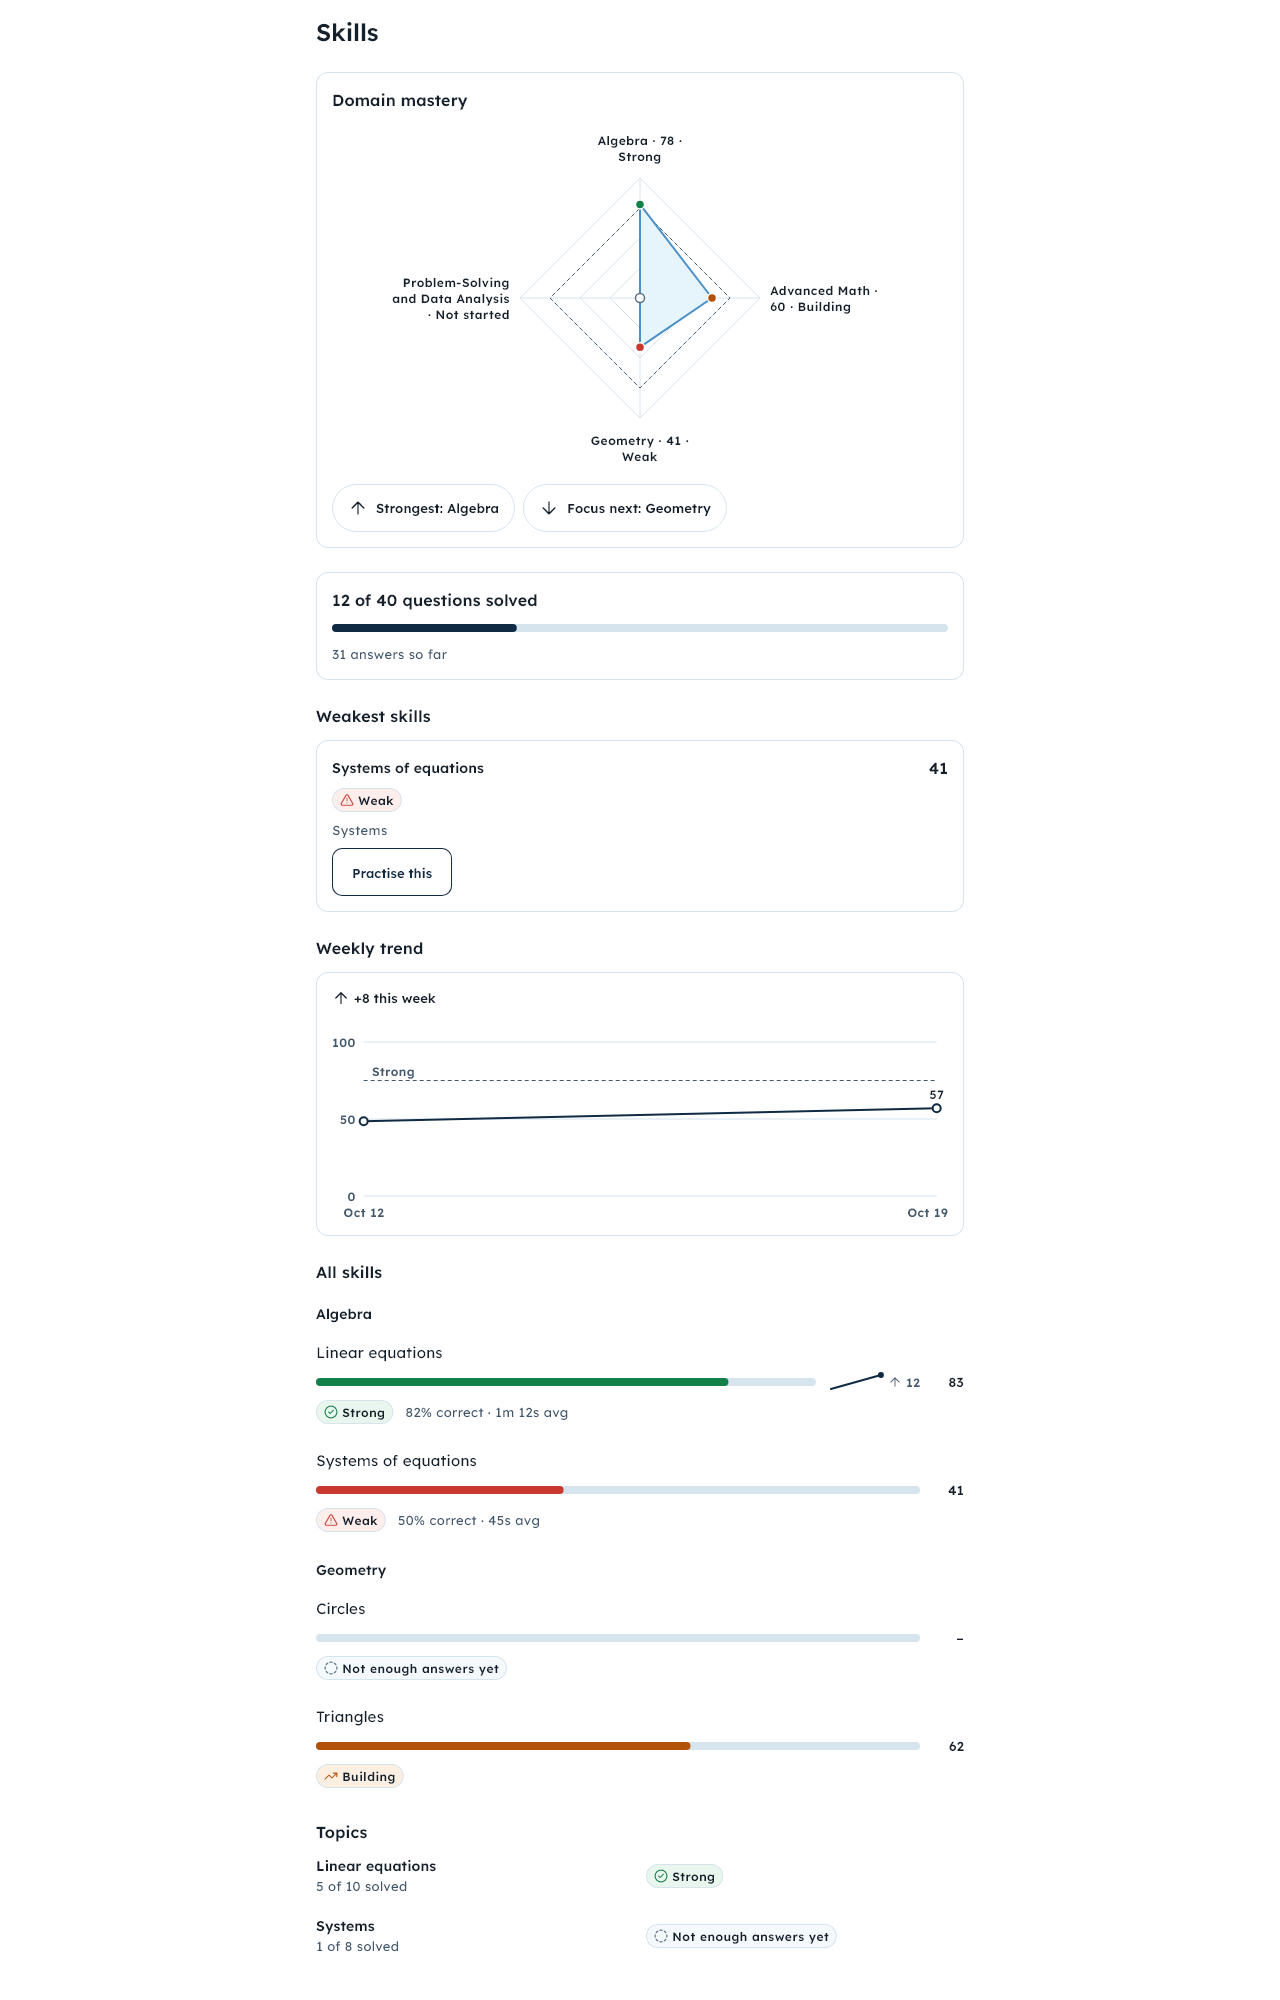 Skills
Domain mastery
Algebra · 78 ·
Strong
Problem-Solving
and Data Analysis
· Not started
Advanced Math ·
60 · Building
Geometry · 41 ·
Weak
Strongest: Algebra
Focus next: Geometry
12 of 40 questions solved
31 answers so far
Weakest skills
Systems of equations
41
Weak
Systems
Practise this
Weekly trend
+8 this week
100
Strong
57
50
0
Oct 12
Oct 19
All skills
Algebra
Linear equations
12
83
Strong
82% correct · 1m 12s avg
Systems of equations
41
Weak
50% correct · 45s avg
Geometry
Circles
–
Not enough answers yet
Triangles
62
Building
Topics
Linear equations
5 of 10 solved
Strong
Systems
1 of 8 solved
Not enough answers yet